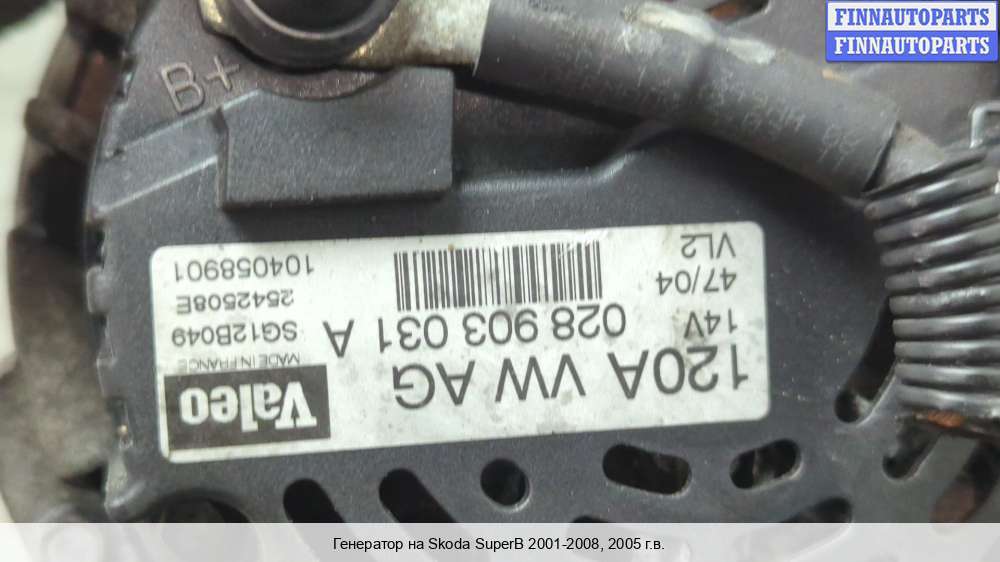 FINNAUTOPARTS
FINNAUTOPARTS
B+
120A VW AG
14V 028 903 031 A
47/04
VL2
Valeo
MADE IN FRANCE
SG12B049
2542508E
104058901
Генератор на Skoda SuperB 2001-2008, 2005 г.в.